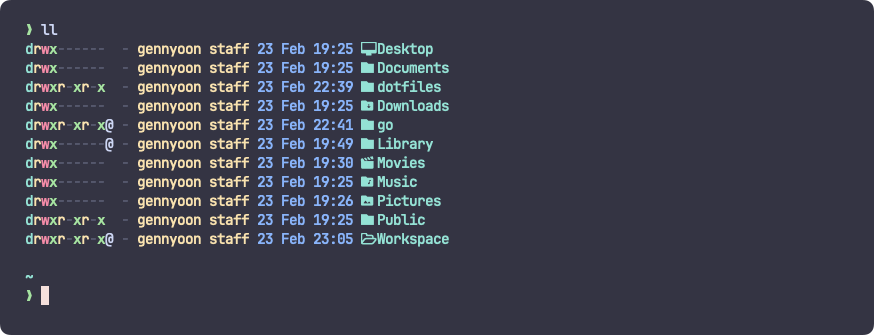 ❯ ll
drwx------  - gennyoon staff 23 Feb 19:25 Desktop
drwx------  - gennyoon staff 23 Feb 19:25 Documents
drwxr-xr-x  - gennyoon staff 23 Feb 22:39 dotfiles
drwx------  - gennyoon staff 23 Feb 19:25 Downloads
drwxr-xr-x@ - gennyoon staff 23 Feb 22:41 go
drwx------@ - gennyoon staff 23 Feb 19:49 Library
drwx------  - gennyoon staff 23 Feb 19:30 Movies
drwx------  - gennyoon staff 23 Feb 19:25 Music
drwx------  - gennyoon staff 23 Feb 19:26 Pictures
drwxr-xr-x  - gennyoon staff 23 Feb 19:25 Public
drwxr-xr-x@ - gennyoon staff 23 Feb 23:05 Workspace
~
❯